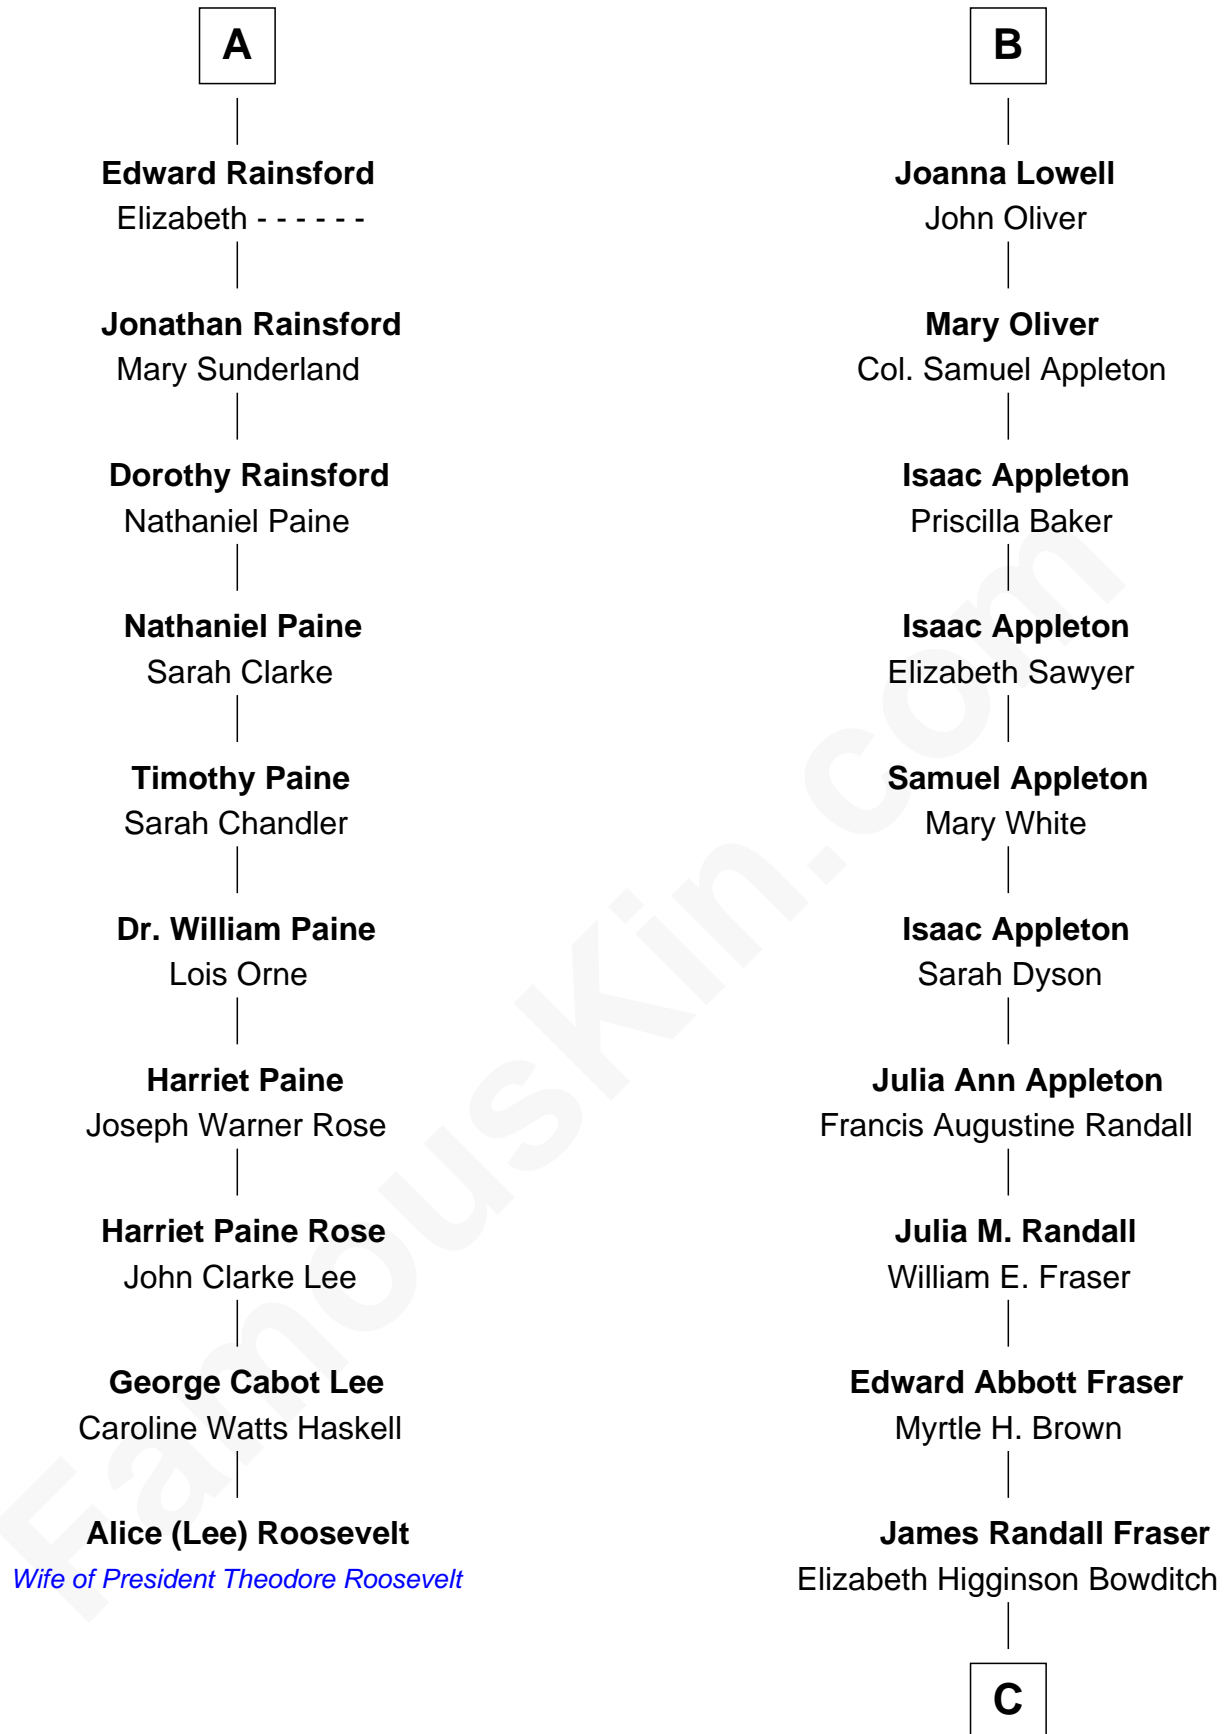 A
Edward Rainsford
Elizabeth - - - - - -
Jonathan Rainsford
Mary Sunderland
Dorothy Rainsford
Nathaniel Paine
Nathaniel Paine
Sarah Clarke
Timothy Paine
Sarah Chandler
Dr. William Paine
Lois Orne
Harriet Paine
Joseph Warner Rose
Harriet Paine Rose
John Clarke Lee
George Cabot Lee
Caroline Watts Haskell
Alice (Lee) Roosevelt
Wife of President Theodore Roosevelt
B
Joanna Lowell
John Oliver
Mary Oliver
Col. Samuel Appleton
Isaac Appleton
Priscilla Baker
Isaac Appleton
Elizabeth Sawyer
Samuel Appleton
Mary White
Isaac Appleton
Sarah Dyson
Julia Ann Appleton
Francis Augustine Randall
Julia M. Randall
William E. Fraser
Edward Abbott Fraser
Myrtle H. Brown
James Randall Fraser
Elizabeth Higginson Bowditch
C
FamousKin.com